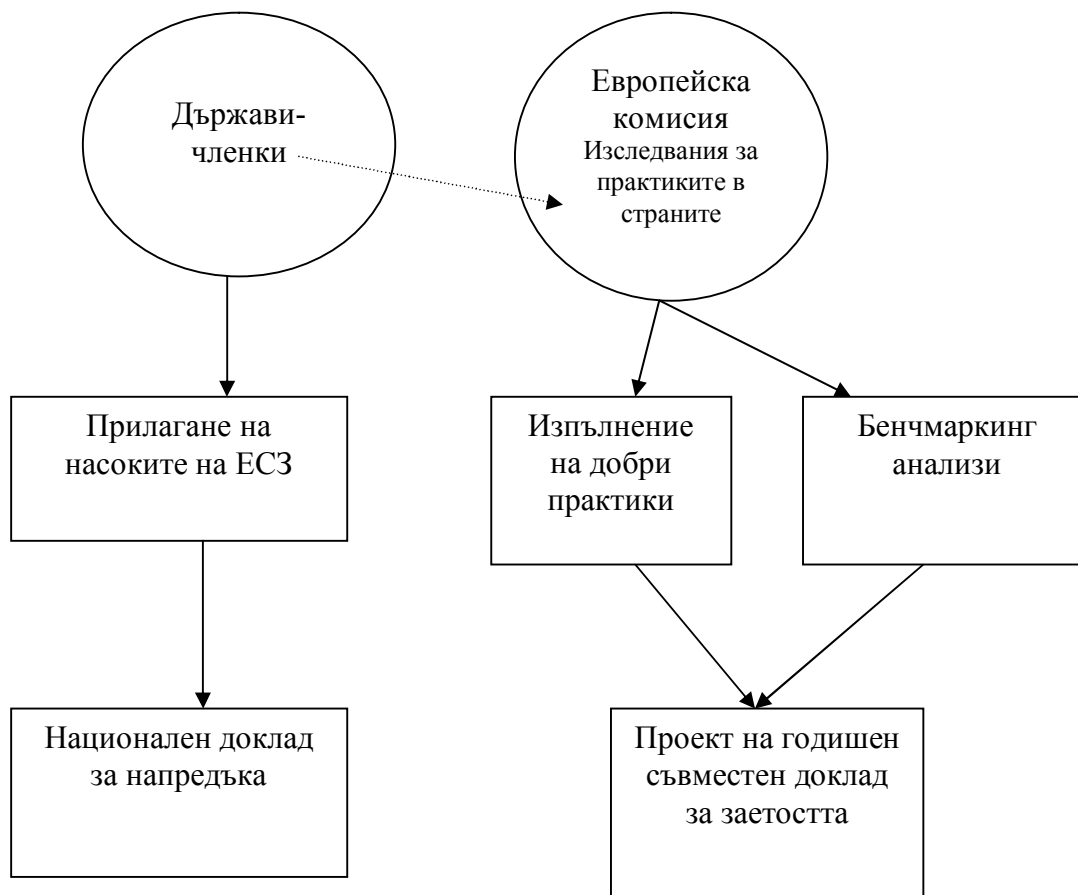 Държави-
членки
Европейска
комисия
Изследвания за
практиките в
страните
Прилагане на
насоките на ЕСЗ
Изпълнение
на добри
практики
Бенчмаркинг
анализи
Национален доклад
за напредъка
Проект на годишен
съвместен доклад
за заетостта